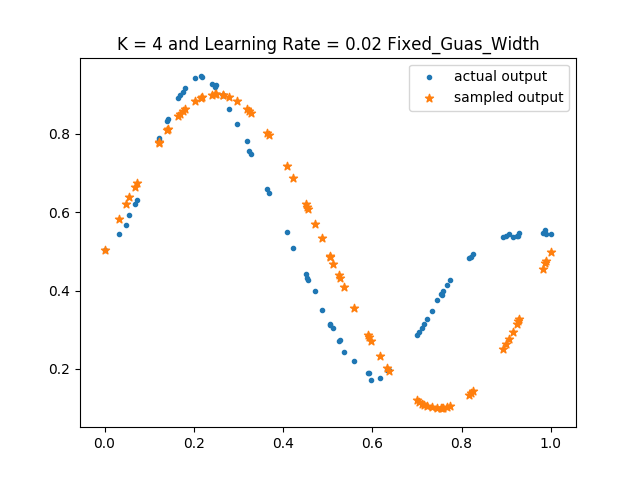 K = 4 and Learning Rate = 0.02 Fixed_Guas_Width
actual output
sampled output
0.8
0.6
0.4
0.2
0.0 0.2 0.4 0.6 0.8 1.0